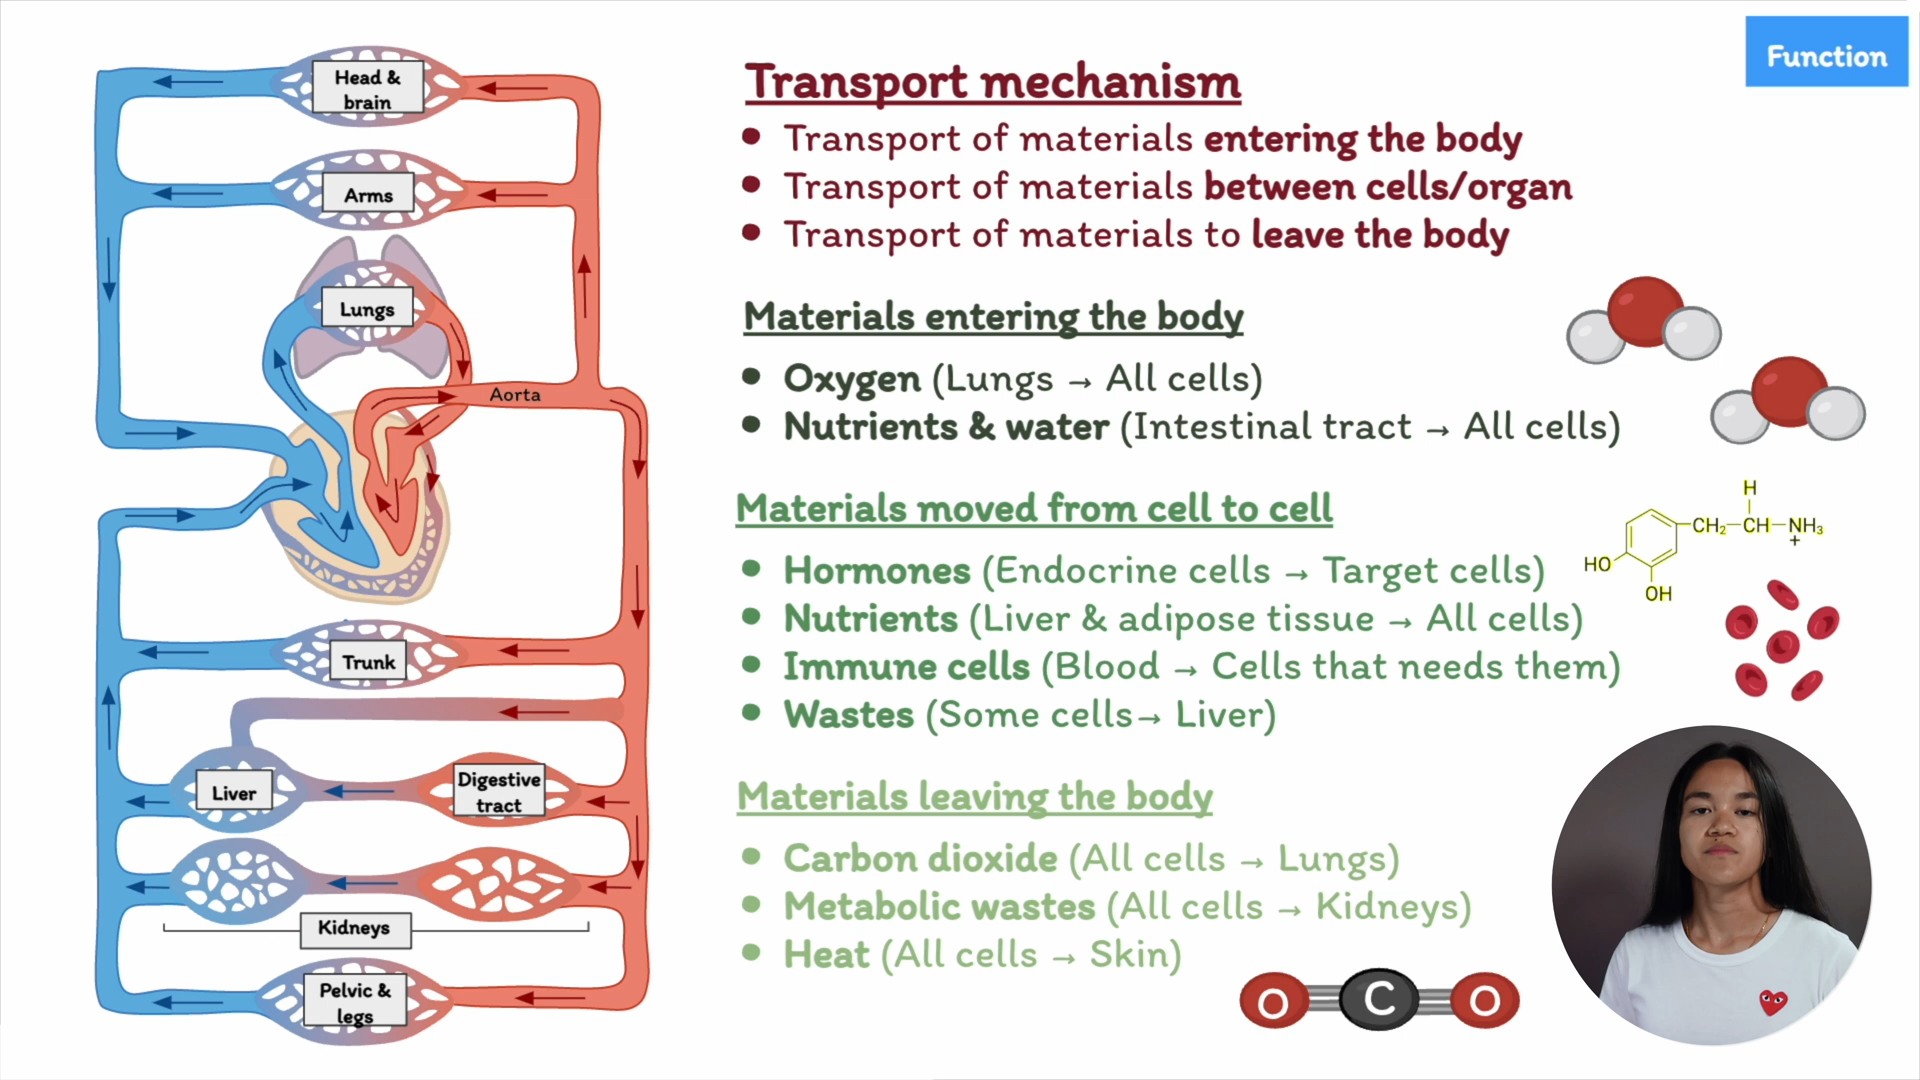 Function
Head &
brain
Arms
Lungs
Aorta
Trunk
Liver
Digestive
tract
Kidneys
Pelvic &
legs
Transport mechanism
• Transport of materials entering the body
• Transport of materials between cells/organ
• Transport of materials to leave the body
Materials entering the body
• Oxygen (Lungs → All cells)
• Nutrients & water (Intestinal tract → All cells)
Materials moved from cell to cell
• Hormones (Endocrine cells → Target cells)
• Nutrients (Liver & adipose tissue → All cells)
• Immune cells (Blood → Cells that needs them)
• Wastes (Some cells→ Liver)
Materials leaving the body
• Carbon dioxide (All cells → Lungs)
• Metabolic wastes (All cells → Kidneys)
• Heat (All cells → Skin)
H
CH₂—CH—NH₃
+
HO
OH
O C O